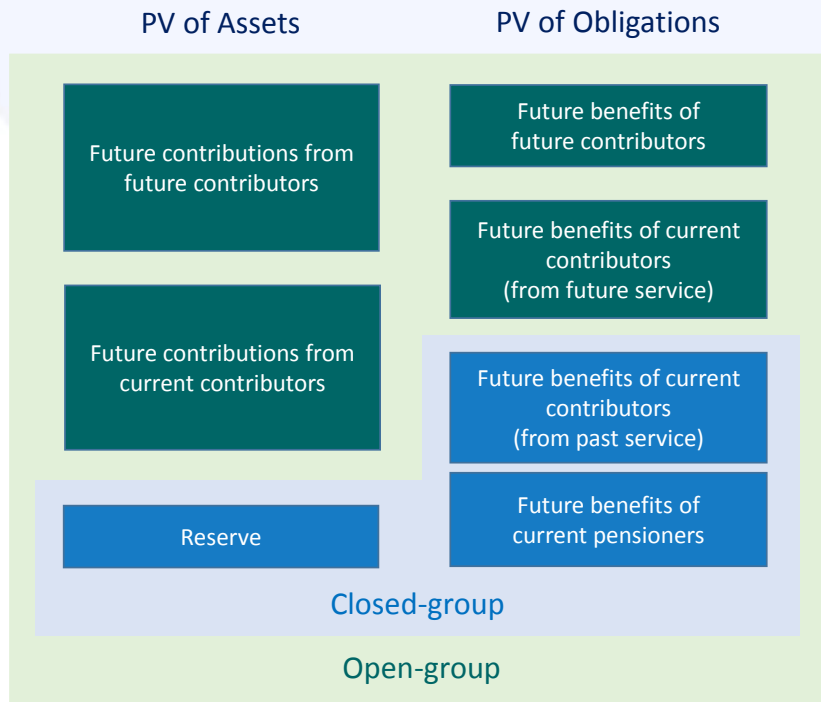 PV of Assets
PV of Obligations
Future contributions from
future contributors
Future contributions from
current contributors
Reserve
Future benefits of
future contributors
Future benefits of current
contributors
(from future service)
Future benefits of current
contributors
(from past service)
Future benefits of
current pensioners
Closed-group
Open-group